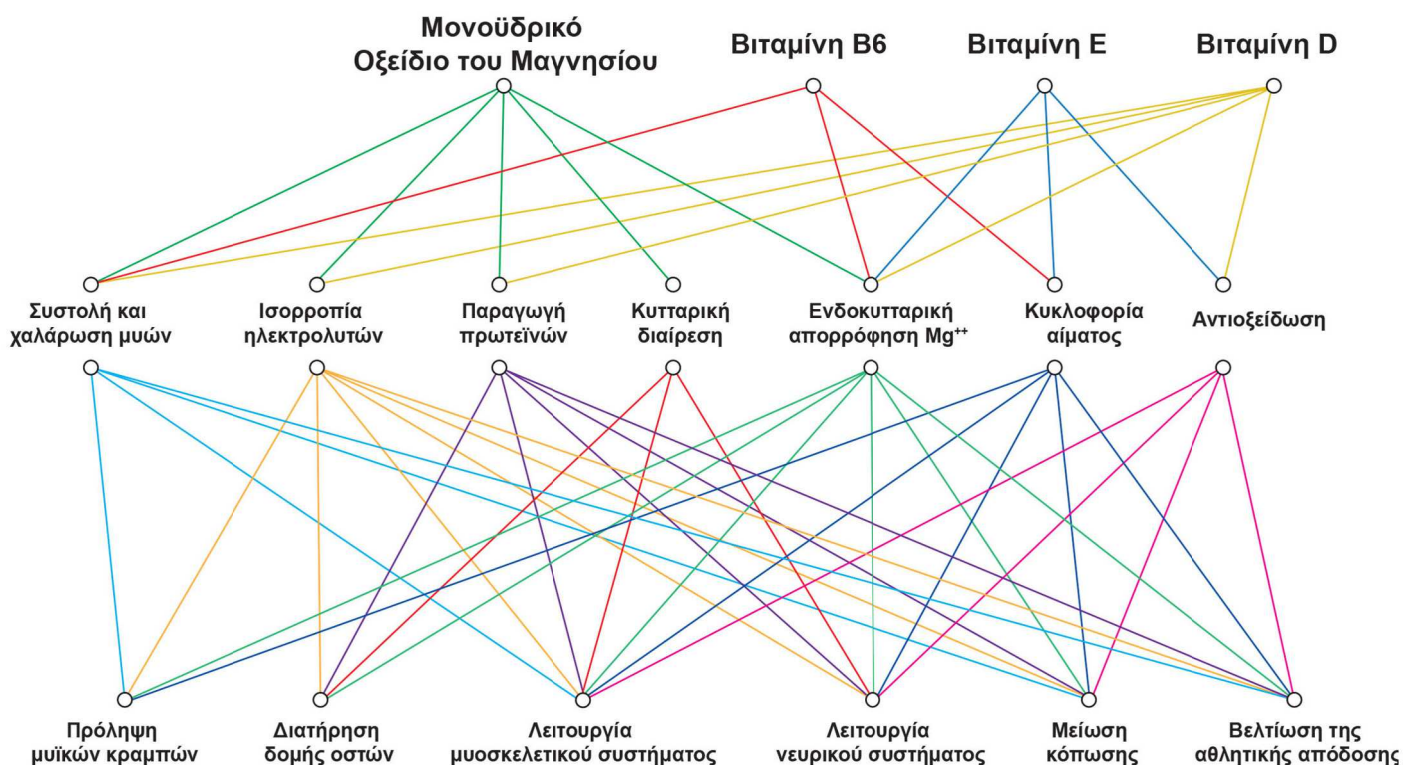 Μονοϋδρικό
Οξείδιο του Μαγνησίου
Βιταμίνη Β6
Βιταμίνη Ε
Βιταμίνη D
Συστολή και
χαλάρωση μυών
Ισορροπία
ηλεκτρολυτών
Παραγωγή
πρωτεϊνών
Κυτταρική
διαίρεση
Ενδοκυτταρική
απορρόφηση Mg⁺⁺
Κυκλοφορία
αίματος
Αντιοξείδωση
Πρόληψη
μυϊκών κραμπών
Διατήρηση
δομής οστών
Λειτουργία
μυοσκελετικού συστήματος
Λειτουργία
νευρικού συστήματος
Μείωση
κόπωσης
Βελτίωση της
αθλητικής απόδοσης